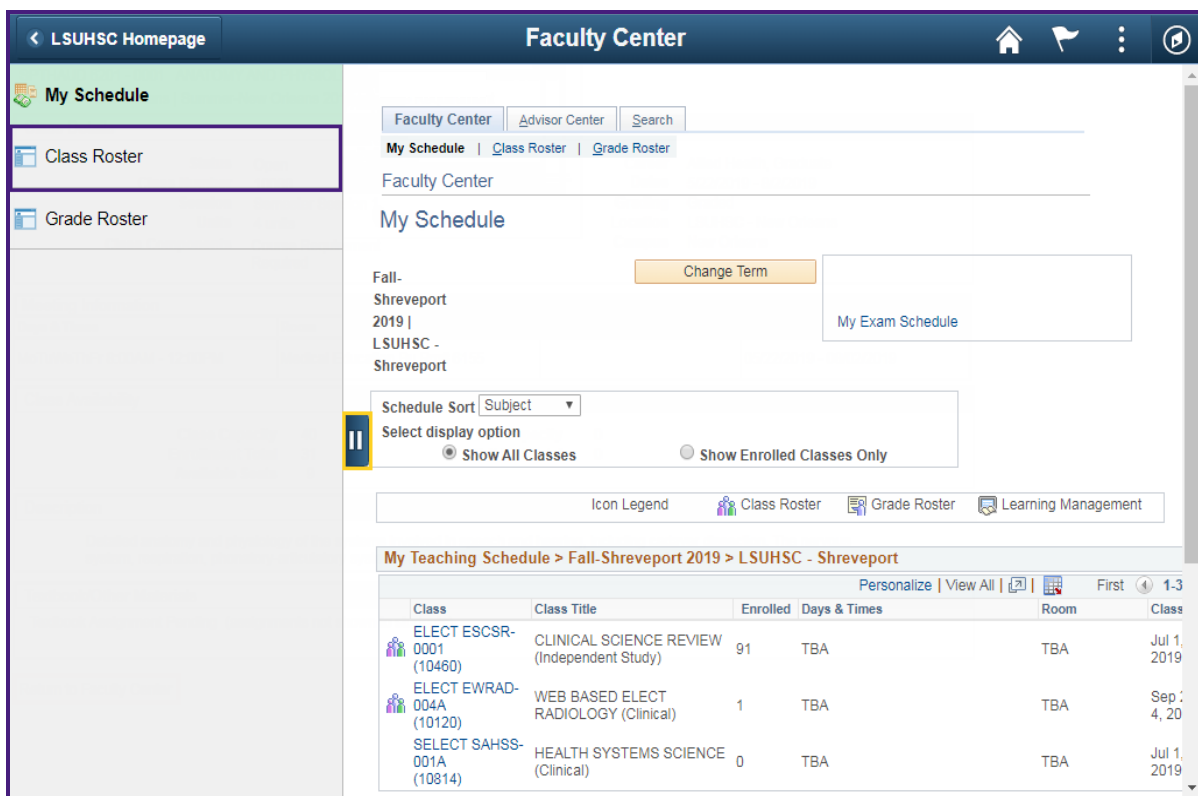 LSUHSC Homepage
Faculty Center
My Schedule
Class Roster
Grade Roster
Faculty Center Advisor Center Search
My Schedule | Class Roster | Grade Roster
Faculty Center
My Schedule
Fall-
Shreveport
2019 |
LSUHSC -
Shreveport
Change Term
My Exam Schedule
Schedule Sort Subject
Select display option
Show All Classes Show Enrolled Classes Only
Icon Legend Class Roster Grade Roster Learning Management
My Teaching Schedule > Fall-Shreveport 2019 > LSUHSC - Shreveport
Personalize | View All | | First 1-3
Class Class Title Enrolled Days & Times Room Class
ELECT ESCSR-
0001
(10460)
CLINICAL SCIENCE REVIEW
(Independent Study)
91 TBA TBA
Jul 1,
2019
ELECT EWRAD-
004A
(10120)
WEB BASED ELECT
RADIOLOGY (Clinical)
1 TBA TBA
Sep
4, 20
SELECT SAHSS-
001A
(10814)
HEALTH SYSTEMS SCIENCE
(Clinical)
0 TBA TBA
Jul 1,
2019